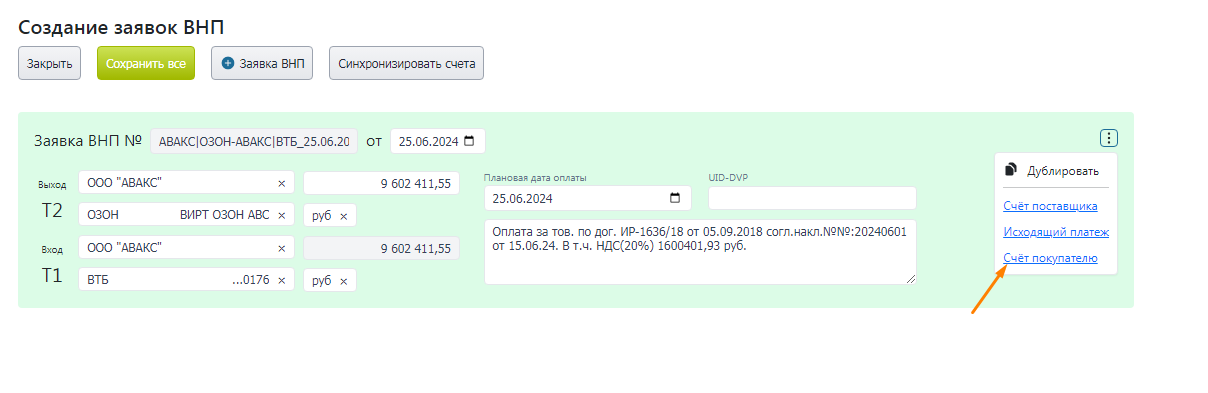 Создание заявок ВНП
Закрыть
Сохранить все
Заявка ВНП
Синхронизировать счета
Заявка ВНП № АВАКС|ОЗОН-АВАКС|ВТБ_25.06.20 от 25.06.2024
Дублировать
Счёт поставщика
Исходящий платеж
Счёт покупателю
Выход
Т2
ООО "АВАКС" × 9 602 411,55
ОЗОН ВИРТ ОЗОН АВС × руб ×
Вход
Т1
ООО "АВАКС" × 9 602 411,55
ВТБ ...0176 × руб ×
Плановая дата оплаты
25.06.2024
UID-DVP
Оплата за тов. по дог. ИР-1636/18 от 05.09.2018 согл.накл.№№:20240601
от 15.06.24. В т.ч. НДС(20%) 1600401,93 руб.